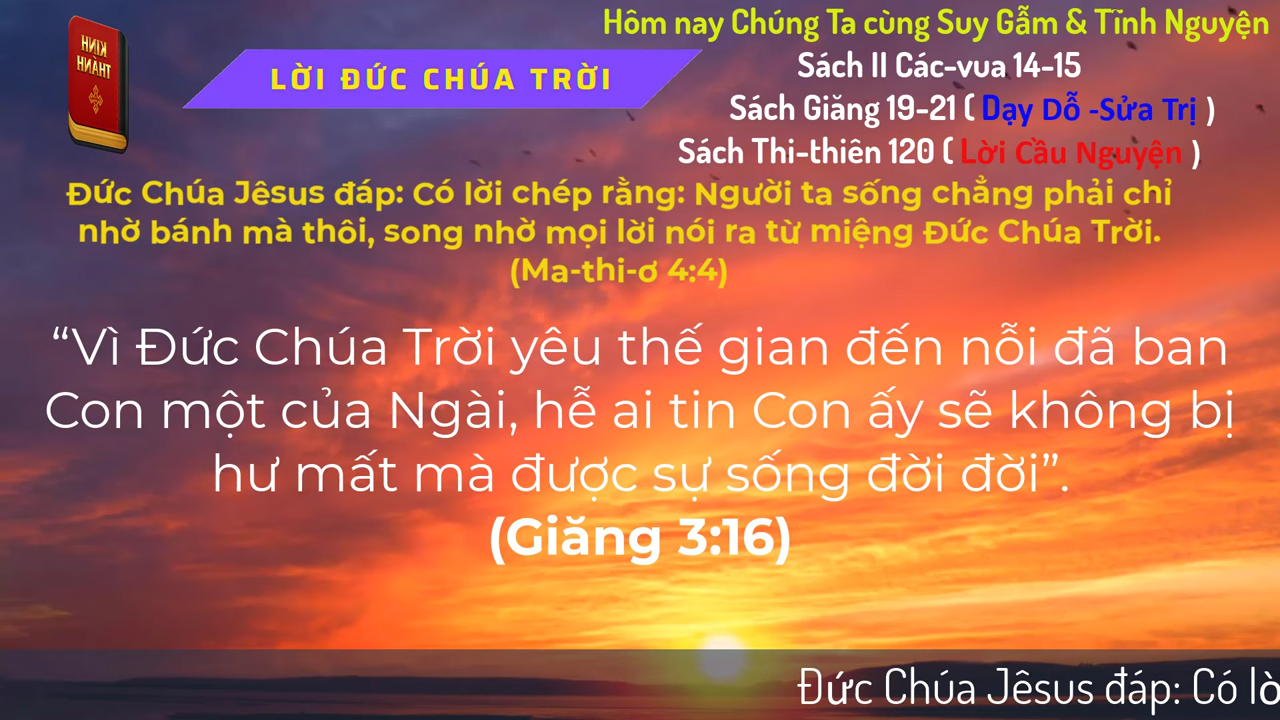 KINH
THÁNH
LỜI ĐỨC CHÚA TRỜI
Hôm nay Chúng Ta cùng Suy Gẫm & Tĩnh Nguyện
Sách II Các-vua 14-15
Sách Giăng 19-21 ( Dạy Dỗ -Sửa Trị )
Sách Thi-thiên 120 ( Lời Cầu Nguyện )
Đức Chúa Jêsus đáp: Có lời chép rằng: Người ta sống chẳng phải chỉ
nhờ bánh mà thôi, song nhờ mọi lời nói ra từ miệng Đức Chúa Trời.
(Ma-thi-ơ 4:4)
“Vì Đức Chúa Trời yêu thế gian đến nỗi đã ban
Con một của Ngài, hễ ai tin Con ấy sẽ không bị
hư mất mà được sự sống đời đời”.
(Giăng 3:16)
Đức Chúa Jêsus đáp: Có lờ